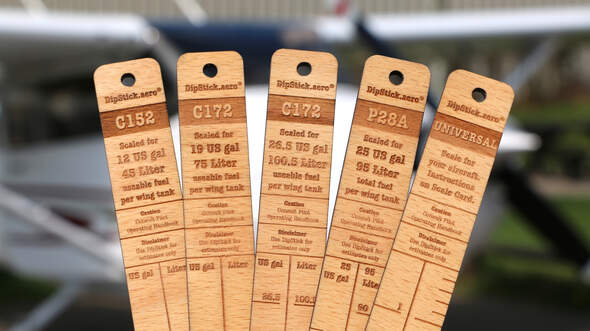 DipStick.aero®
C152
Scaled for
12 US gal
45 Liter
useable fuel
per wing tank
Caution
Consult Pilot
Operating Handbook
Disclaimer
Use DipStick for
estimates only
US gal Liter
DipStick.aero®
C172
Scaled for
19 US gal
75 Liter
useable fuel
per wing tank
Caution
Consult Pilot
Operating Handbook
Disclaimer
Use DipStick for
estimates only
US gal Liter
DipStick.aero®
C172
Scaled for
26.5 US gal
100.5 Liter
useable fuel
per wing tank
Caution
Consult Pilot
Operating Handbook
Disclaimer
Use DipStick for
estimates only
US gal Liter
26.5 100.5
DipStick.aero®
P28A
Scaled for
25 US gal
95 Liter
total fuel
per wing tank
Caution
Consult Pilot
Operating Handbook
Disclaimer
Use DipStick for
estimates only
US gal Liter
25 95
90
DipStick.aero®
UNIVERSAL
Scale for
your aircraft.
Instructions
on Scale Card.
Caution
Consult Pilot
Operating Handbook
Disclaimer
Use DipStick for
estimates only
1